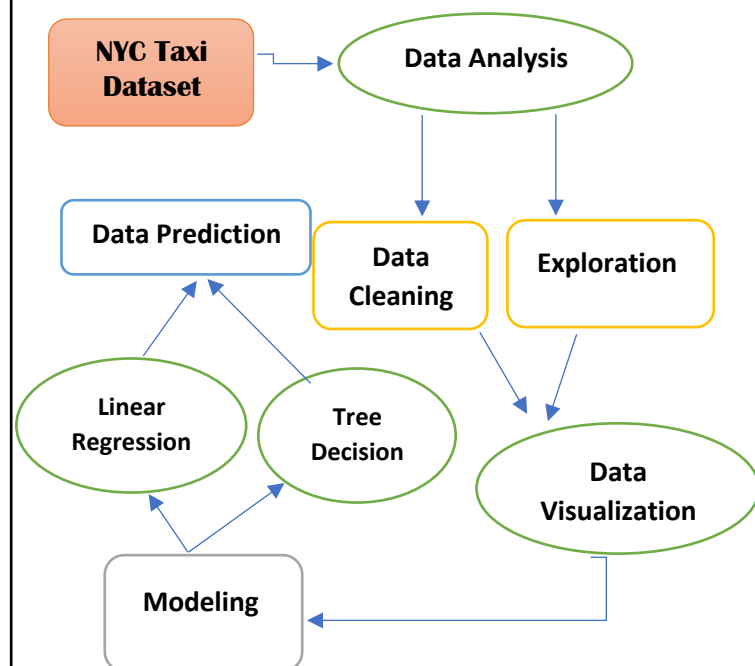 NYC Taxi
Dataset
Data Analysis
Data Prediction
Data
Cleaning
Exploration
Linear
Regression
Tree
Decision
Data
Visualization
Modeling